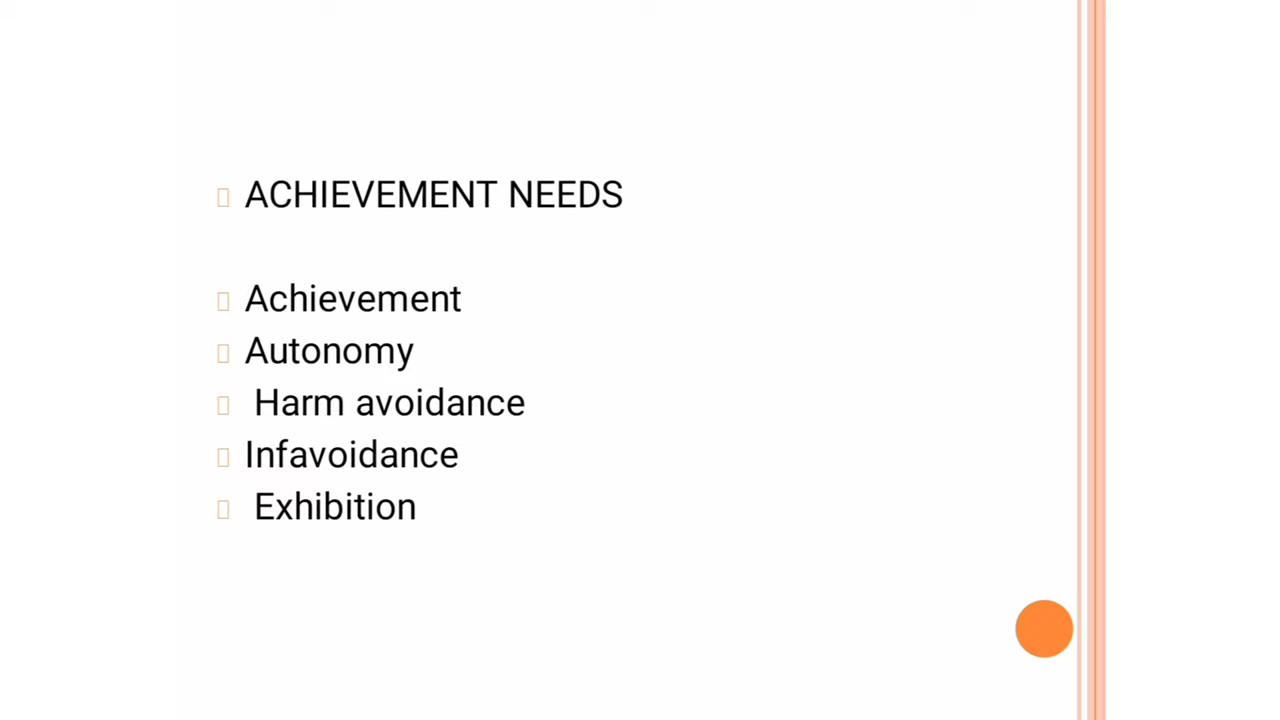 ACHIEVEMENT NEEDS
Achievement
Autonomy
Harm avoidance
Infavoidance
Exhibition